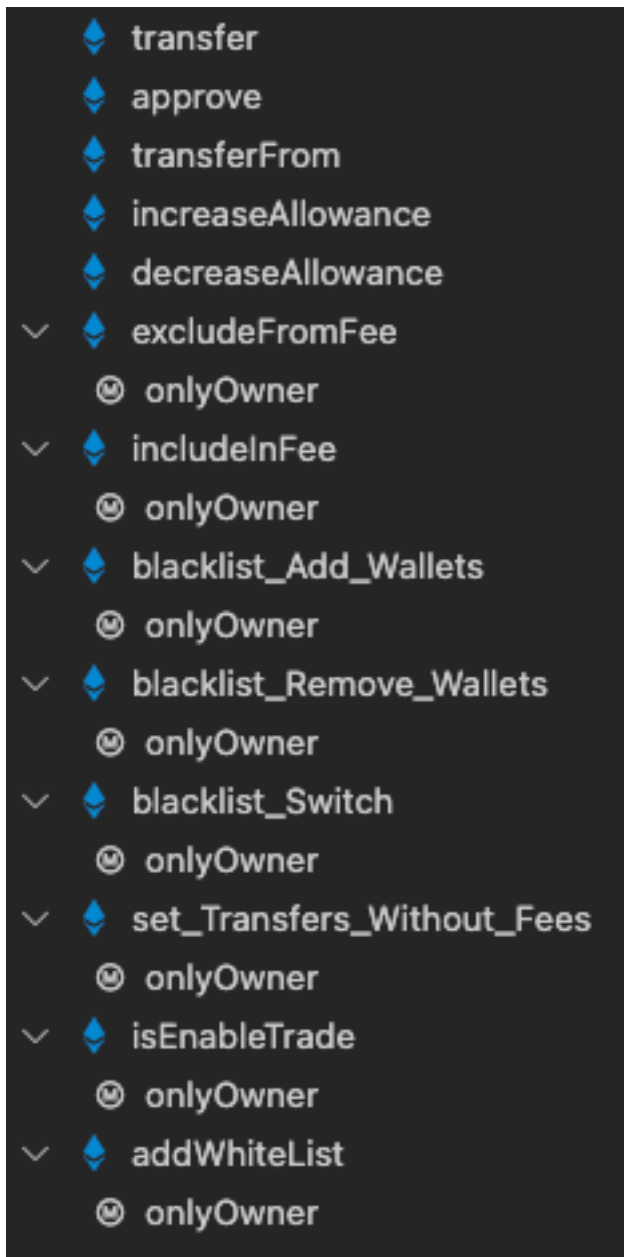 transfer
approve
transferFrom
increaseAllowance
decreaseAllowance
excludeFromFee
onlyOwner
includeInFee
onlyOwner
blacklist_Add_Wallets
onlyOwner
blacklist_Remove_Wallets
onlyOwner
blacklist_Switch
onlyOwner
set_Transfers_Without_Fees
onlyOwner
isEnableTrade
onlyOwner
addWhiteList
onlyOwner